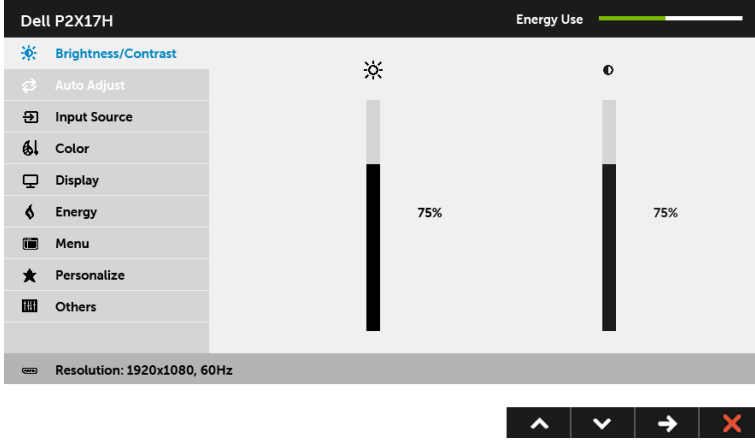 Dell P2X17H
Energy Use
Brightness/Contrast
Auto Adjust
Input Source
Color
Display
Energy
75%
75%
Menu
Personalize
Others
Resolution: 1920x1080, 60Hz